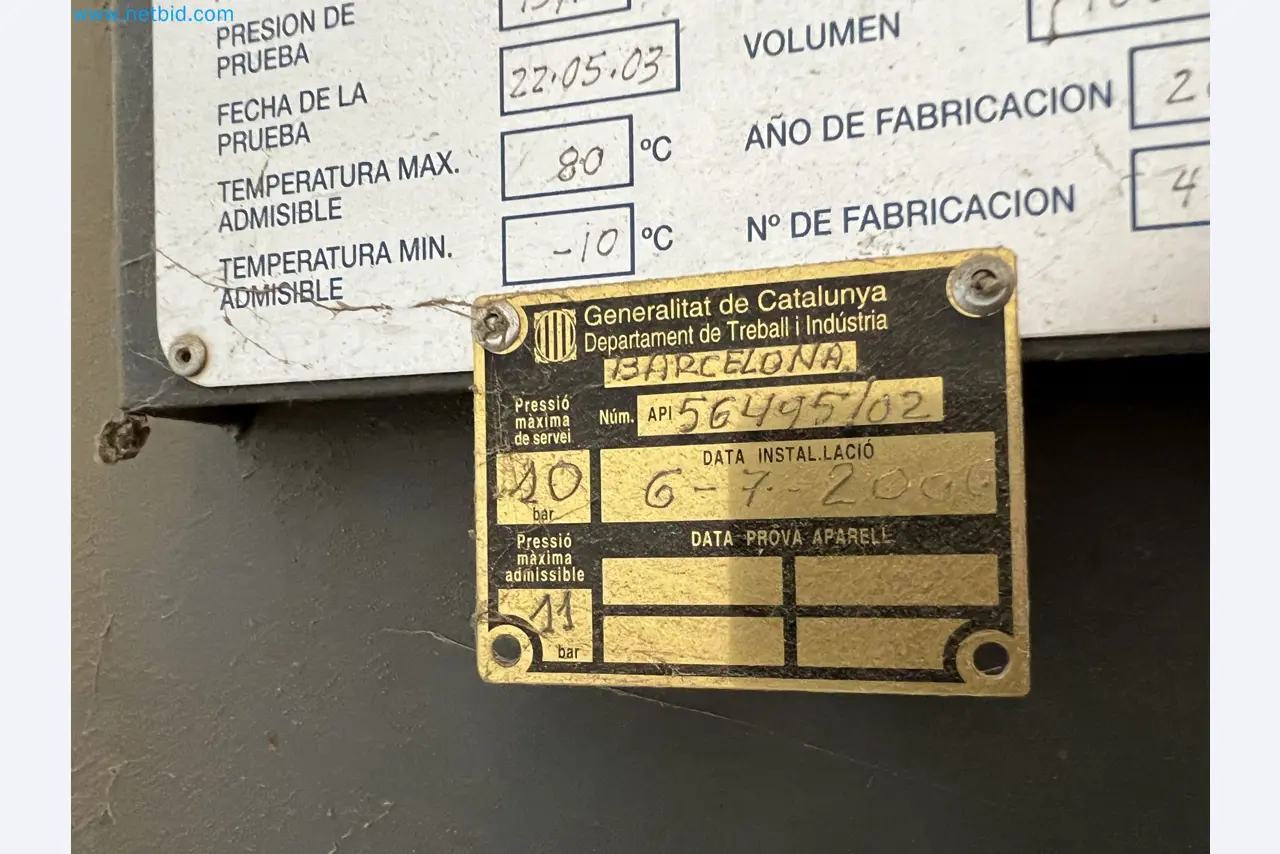 www.netbid.com
PRESION DE
PRUEBA
FECHA DE LA
PRUEBA
22.05.03
TEMPERATURA MAX.
ADMISIBLE
80 ºC
TEMPERATURA MIN.
ADMISIBLE
-10 ºC
VOLUMEN
AÑO DE FABRICACION
Nº DE FABRICACION
4
Generalitat de Catalunya
Departament de Treball i Indústria
BARCELONA
Núm. API 56495/02
Pressió
màxima
de servei
10
bar
DATA INSTAL.LACIÓ
6-7-
DATA PROVA APARELL
Pressió
màxima
admissible
11
bar